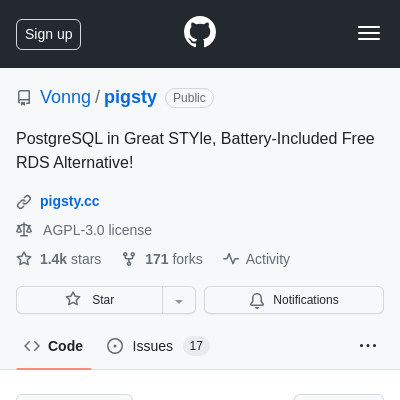 Sign up
Vonng / pigsty Public
PostgreSQL in Great STYle, Battery-Included Free
RDS Alternative!
pigsty.cc
AGPL-3.0 license
1.4k stars 171 forks Activity
Star Notifications
Code Issues 17